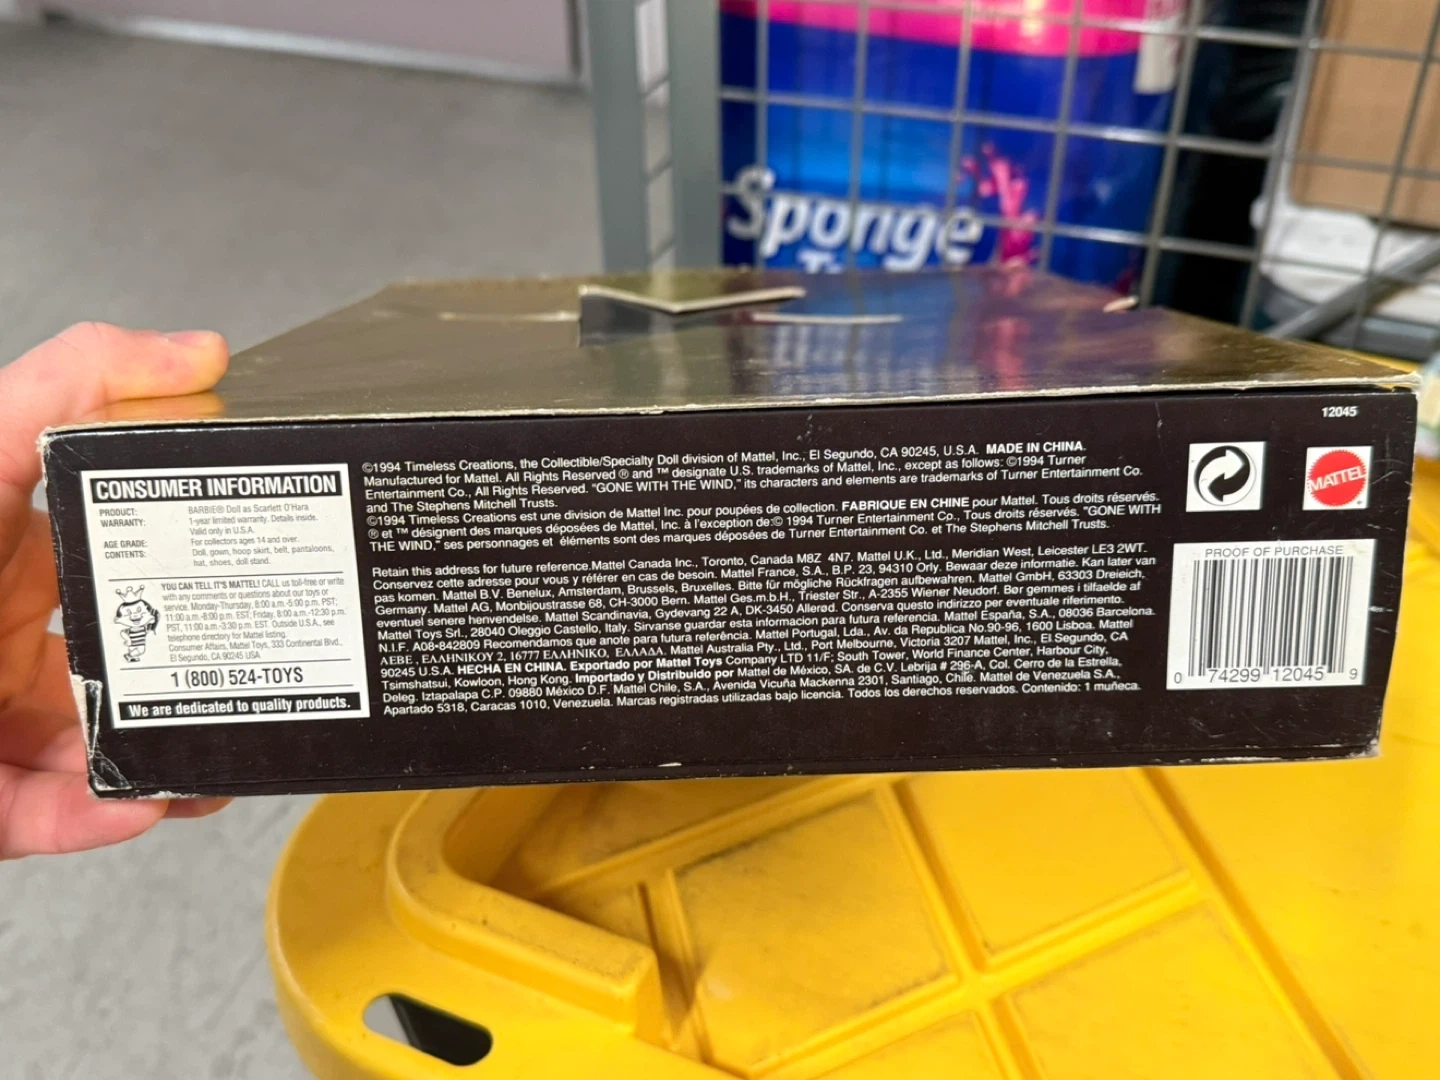 Sponge
12045
CONSUMER INFORMATION
PRODUCT: BARBIE® Doll as Scarlett O'Hara
WARRANTY: 1-year limited warranty. Details inside.
Valid only in U.S.A.
AGE GRADE: For collectors ages 14 and over.
CONTENTS: Doll, gown, hoop skirt, belt, pantaloons,
hat, shoes, doll stand.
YOU CAN TELL IT'S MATTEL! CALL us toll-free or write
with any comments or questions about our toys or
service. Monday-Thursday, 8:00 a.m.-5:00 p.m. PST;
11:00 a.m.-8:00 p.m. EST, Friday, 8:00 a.m.-12:30 p.m.
PST, 11:00 a.m.-3:30 p.m. EST. Outside U.S.A., see
telephone directory for Mattel listing.
Consumer Affairs, Mattel Toys, 333 Continental Blvd.,
El Segundo, CA 90245 USA
1 (800) 524-TOYS
We are dedicated to quality products.
©1994 Timeless Creations, the Collectible/Specialty Doll division of Mattel, Inc., El Segundo, CA 90245, U.S.A. MADE IN CHINA.
Manufactured for Mattel. All Rights Reserved ® and ™ designate U.S. trademarks of Mattel, Inc., except as follows: ©1994 Turner
Entertainment Co., All Rights Reserved. "GONE WITH THE WIND," its characters and elements are trademarks of Turner Entertainment Co.
and The Stephens Mitchell Trusts.
©1994 Timeless Creations est une division de Mattel Inc. pour poupées de collection. FABRIQUE EN CHINE pour Mattel. Tous droits réservés.
® et ™ désignent des marques déposées de Mattel, Inc. à l'exception de:© 1994 Turner Entertainment Co., Tous droits réservés. "GONE WITH
THE WIND," ses personnages et éléments sont des marques déposées de Turner Entertainment Co. et The Stephens Mitchell Trusts.
Retain this address for future reference.Mattel Canada Inc., Toronto, Canada M8Z 4N7. Mattel U.K., Ltd., Meridian West, Leicester LE3 2WT.
Conservez cette adresse pour vous y référer en cas de besoin. Mattel France, S.A., B.P. 23, 94310 Orly. Bewaar deze informatie. Kan later van
pas komen. Mattel B.V. Benelux, Amsterdam, Brussels, Bruxelles. Bitte für mögliche Rückfragen aufbewahren. Mattel GmbH, 63303 Dreieich,
Germany. Mattel AG, Monbijoustrasse 68, CH-3000 Bern. Mattel Ges.m.b.H., Triester Str., A-2355 Wiener Neudorf. Bør gemmes i tilfælde af
eventuel senere henvendelse. Mattel Scandinavia, Gydevang 22 A, DK-3450 Allerød. Conserva questo indirizzo per eventuale riferimento.
Mattel Toys Srl., 28040 Oleggio Castello, Italy. Sirvanse guardar esta informacion para futura referencia. Mattel España, S.A., 08036 Barcelona.
N.I.F. A08-842809 Recomendamos que anote para futura referência. Mattel Portugal, Lda., Av. da Republica No.90-96, 1600 Lisboa. Mattel
AEBE, ΕΛΛΗΝΙΚΟΥ 2, 16777 ΕΛΛΗΝΙΚΟ, ΕΛΛΑΔΑ. Mattel Australia Pty., Ltd., Port Melbourne, Victoria 3207 Mattel, Inc., El Segundo, CA
90245 U.S.A. HECHA EN CHINA. Exportado por Mattel Toys Company LTD 11/F; South Tower, World Finance Center, Harbour City,
Tsimshatsui, Kowloon, Hong Kong. Importado y Distribuido por Mattel de México, SA. de C.V. Lebrija # 296-A, Col. Cerro de la Estrella,
Deleg. Iztapalapa C.P. 09880 México D.F. Mattel Chile, S.A., Avenida Vicuña Mackenna 2301, Santiago, Chile. Mattel de Venezuela S.A.,
Apartado 5318, Caracas 1010, Venezuela. Marcas registradas utilizadas bajo licencia. Todos los derechos reservados. Contenido: 1 muñeca.
MATTEL
PROOF OF PURCHASE
0 74299 12045 9